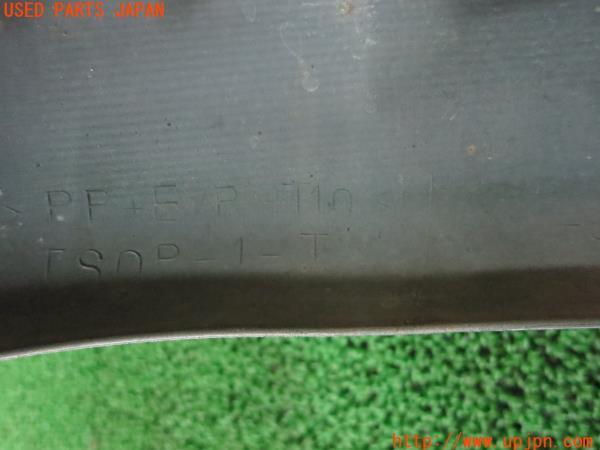 USED PARTS JAPAN
> PP+E/P T10 <
TSOP-1-T
http://www.upjpn.com/